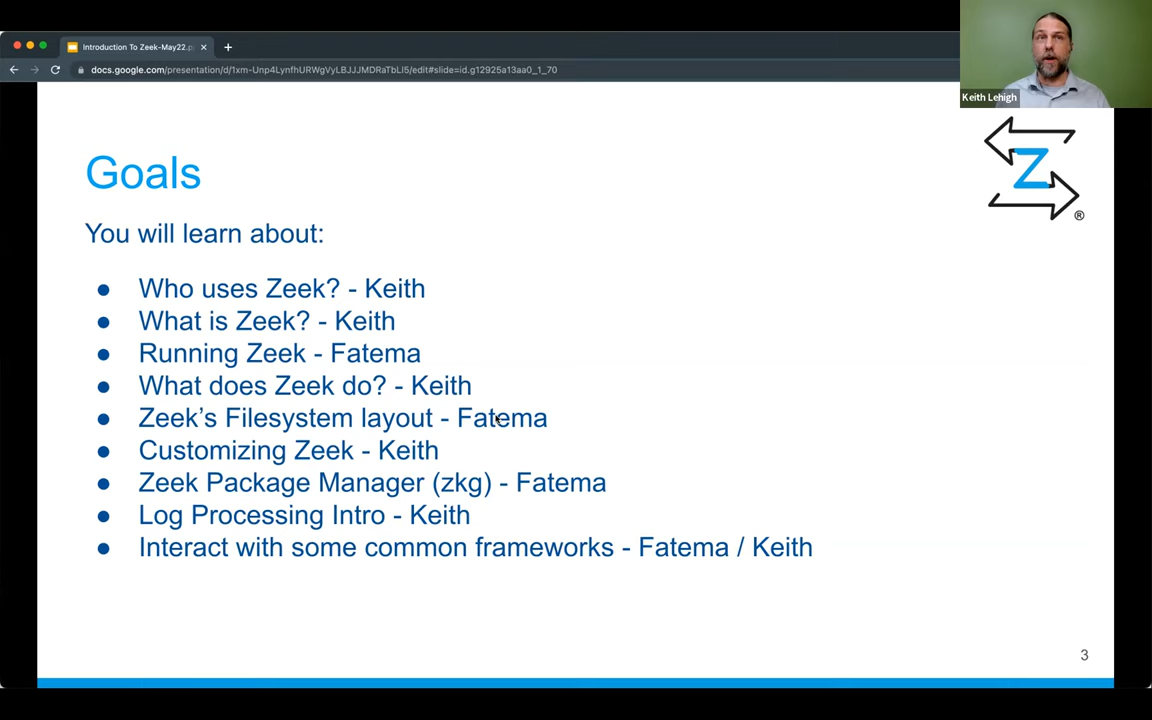 Introduction To Zeek-May22.p
docs.google.com/presentation/d/1xm-Unp4LynfhURWgVyLBJJJMDRaTbLI5/edit#slide=id.g12925a13aa0_1_70
Keith Lehigh
Z
®
Goals
You will learn about:
● Who uses Zeek? - Keith
● What is Zeek? - Keith
● Running Zeek - Fatema
● What does Zeek do? - Keith
● Zeek’s Filesystem layout - Fatema
● Customizing Zeek - Keith
● Zeek Package Manager (zkg) - Fatema
● Log Processing Intro - Keith
● Interact with some common frameworks - Fatema / Keith
3